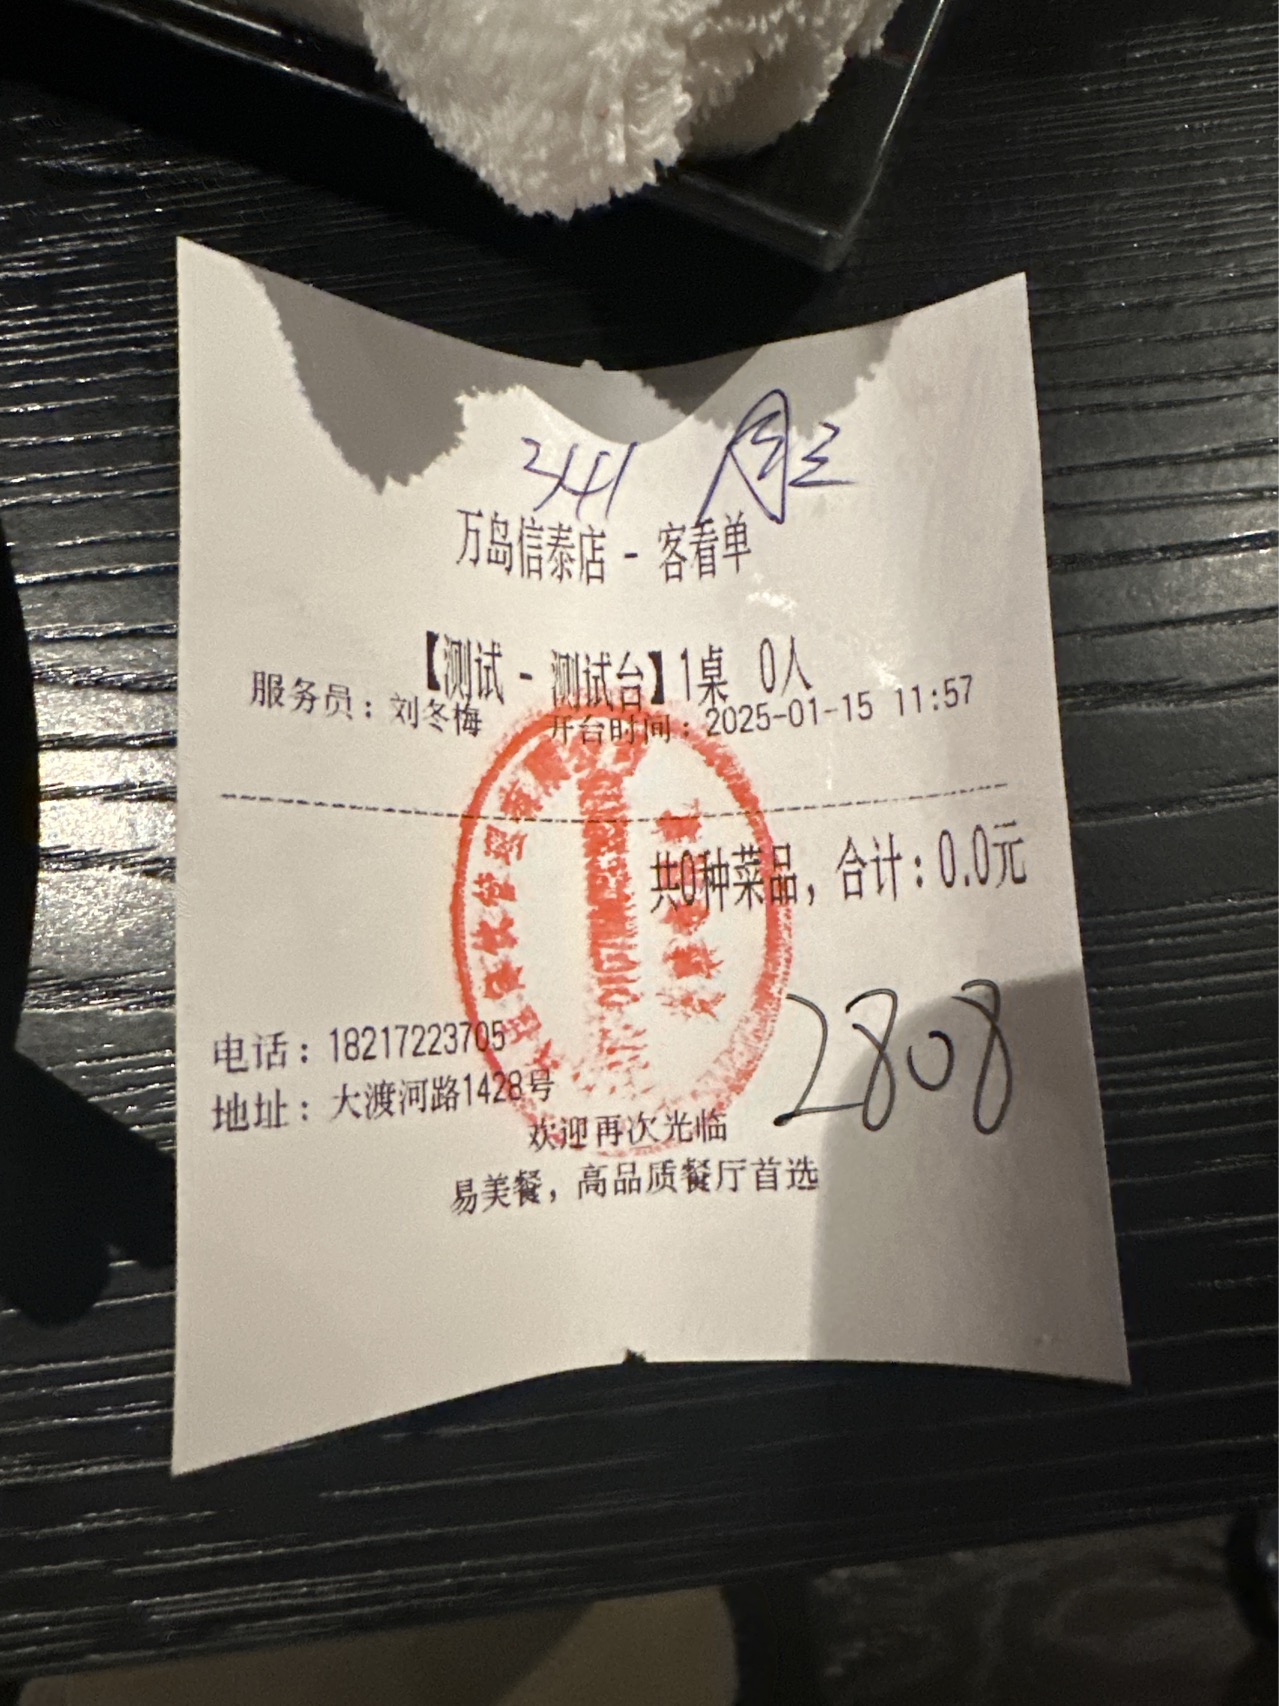 341
万岛信泰店 - 客看单
【测试 - 测试台】1桌 0人
服务员：刘冬梅 开台时间：2025-01-15 11:57
共0种菜品，合计：0.0元
2808
电话：18217223705
地址：大渡河路1428号
欢迎再次光临
易美餐，高品质餐厅首选